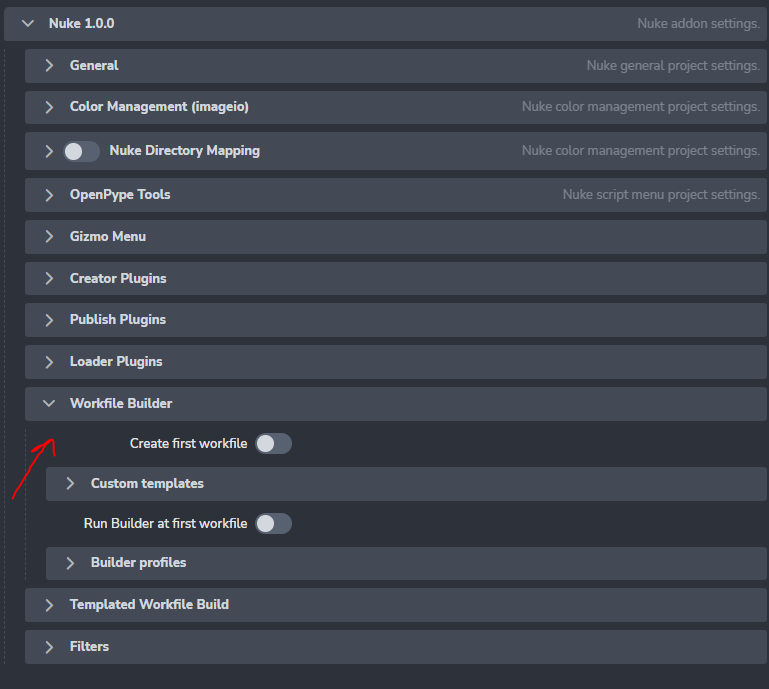 Nuke 1.0.0 Nuke addon settings.
General Nuke general project settings.
Color Management (imageio) Nuke color management project settings.
Nuke Directory Mapping Nuke color management project settings.
OpenPype Tools Nuke script menu project settings.
Gizmo Menu
Creator Plugins
Publish Plugins
Loader Plugins
Workfile Builder
Create first workfile
Custom templates
Run Builder at first workfile
Builder profiles
Templated Workfile Build
Filters